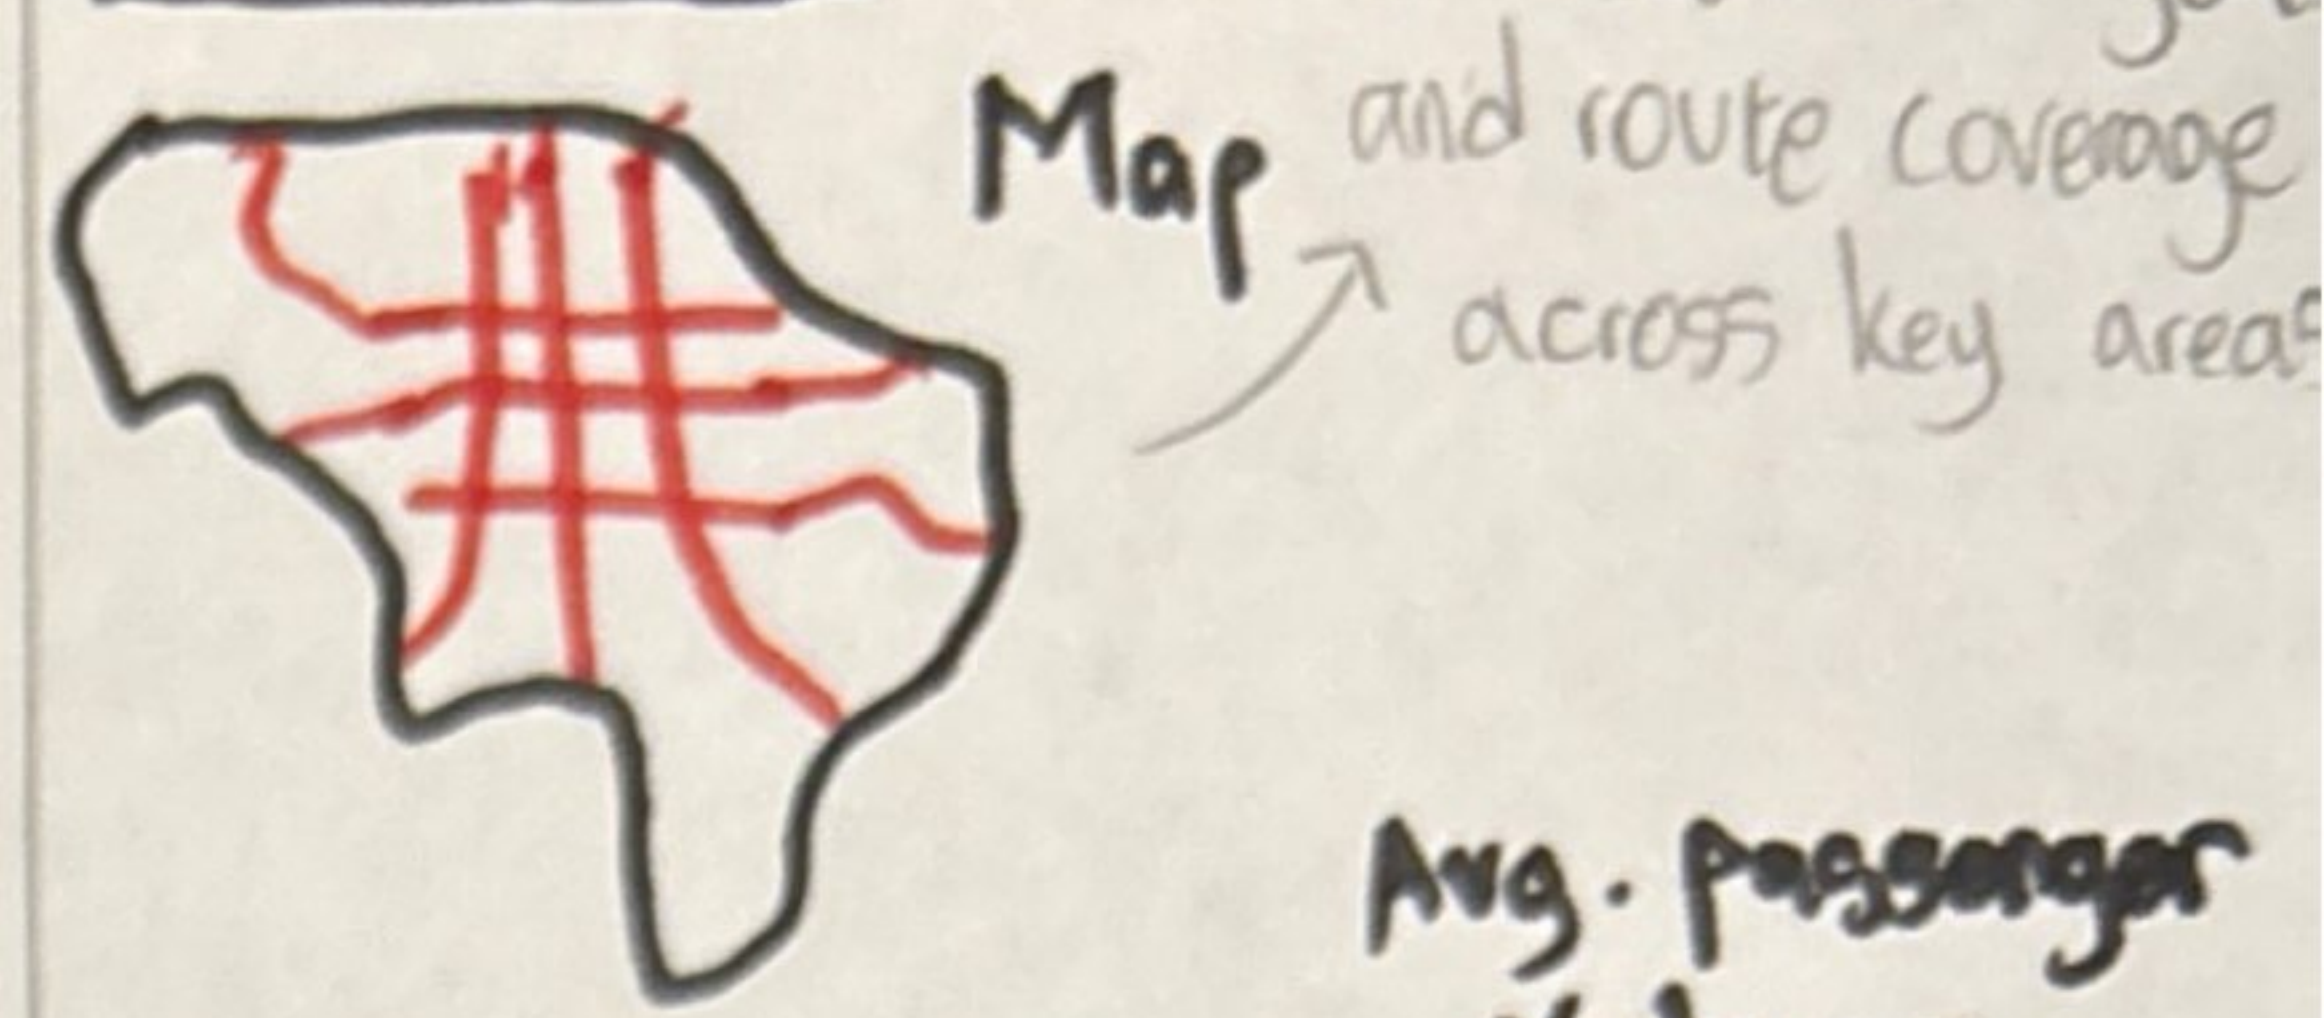 Map
and route coverage
across key areas
Avg. passenger